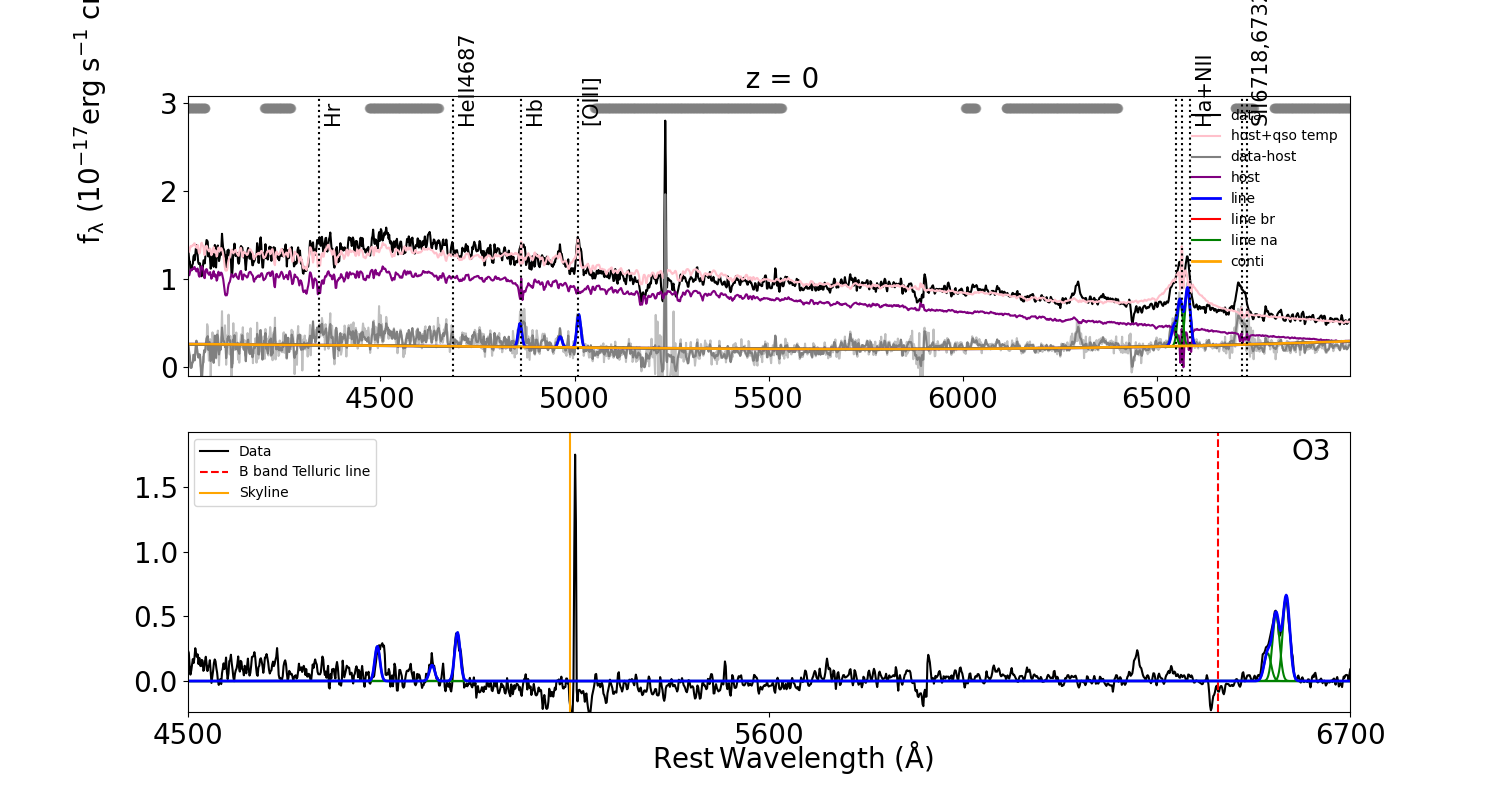 z = 0
f_λ (10^−17 erg s^−1
Hr
HeII4687
Hb
[OIII]
Ha+NII
SII6718,6732
3
2
1
0
data
host+qso temp
data-host
host
line
line br
line na
conti
4500 5000 5500 6000 6500
O3
Data
B band Telluric line
Skyline
1.5
1.0
0.5
0.0
4500 5600 6700
Rest Wavelength (Å)